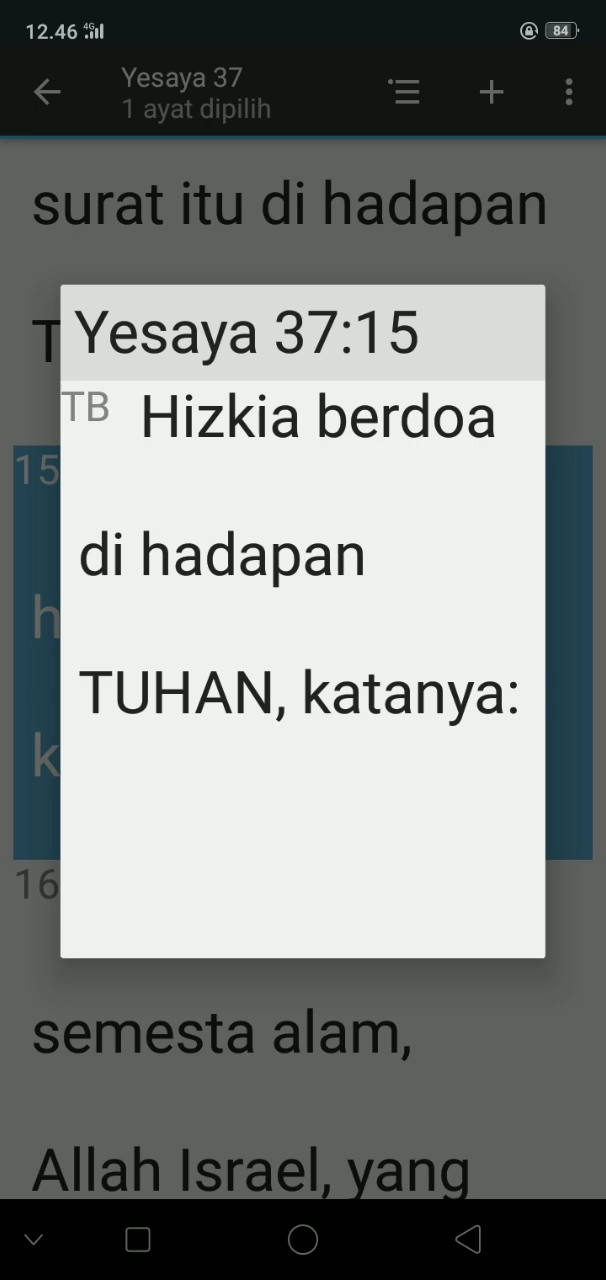 12.46 4G 84
Yesaya 37
1 ayat dipilih
surat itu di hadapan
T
Yesaya 37:15
TB Hizkia berdoa
15
di hadapan
h
TUHAN, katanya:
k
16
semesta alam,
Allah Israel, yang